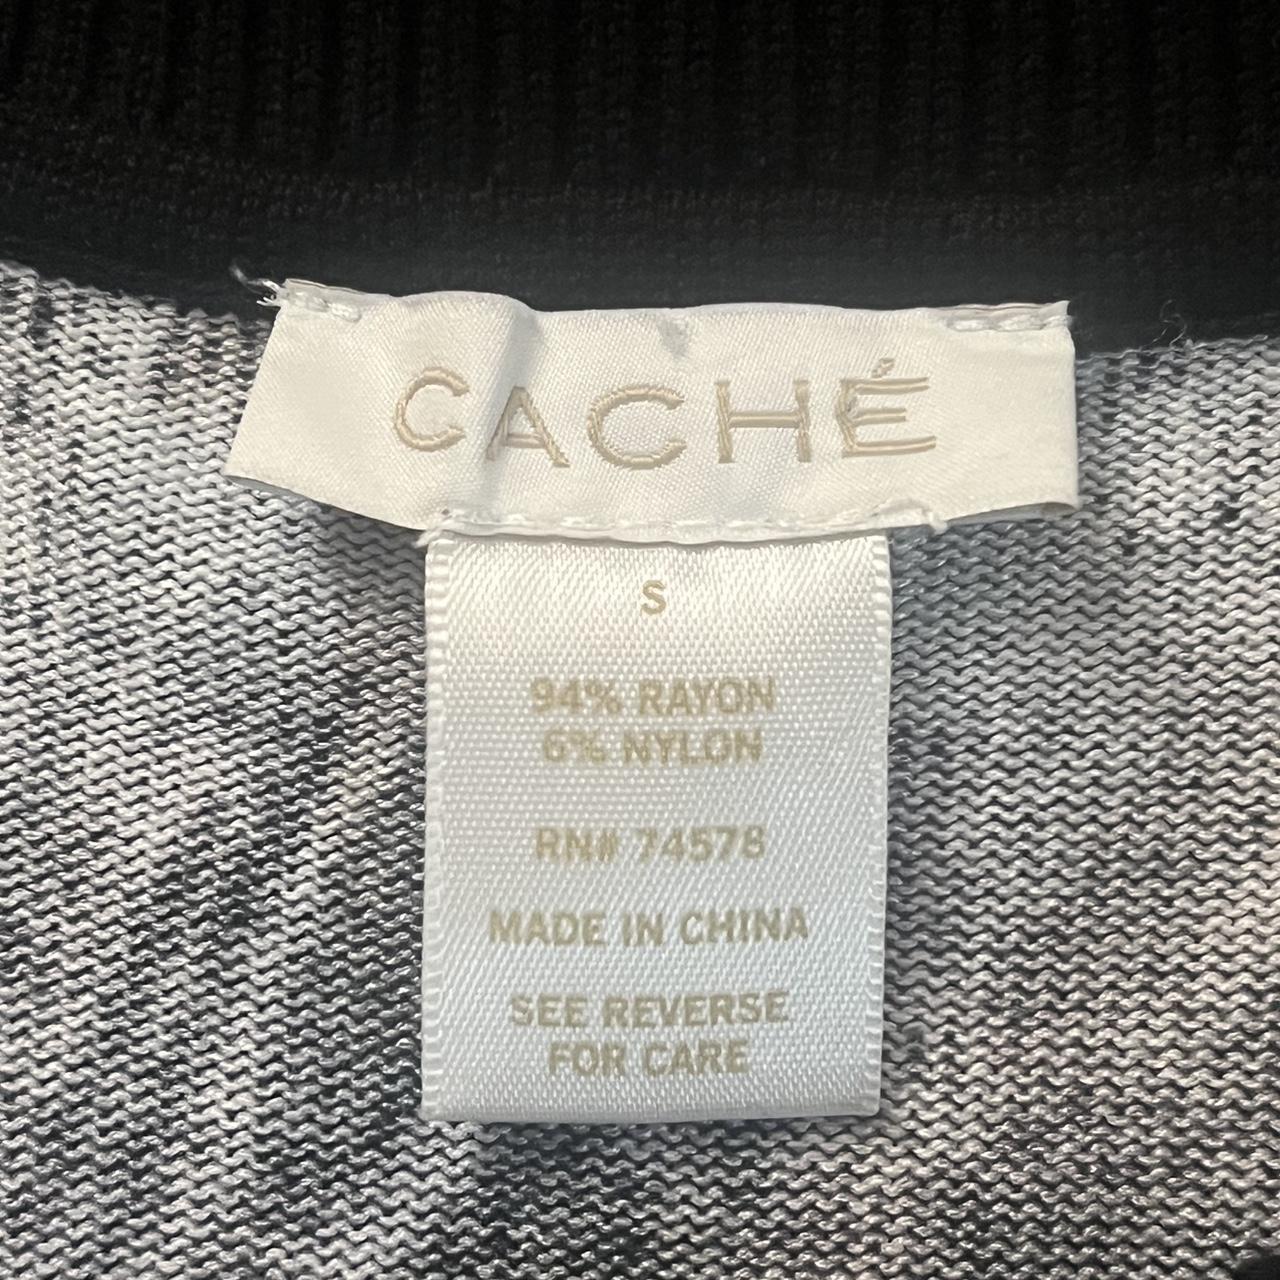 CACHÉ
S
94% RAYON
6% NYLON
RN# 74578
MADE IN CHINA
SEE REVERSE
FOR CARE